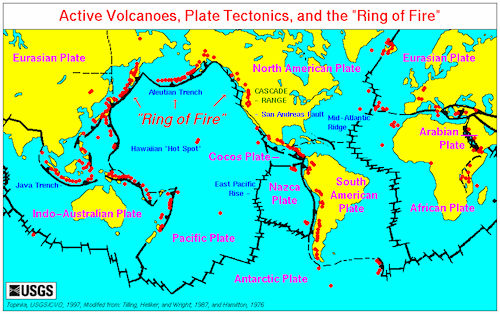 Active Volcanoes, Plate Tectonics, and the "Ring of Fire"
Eurasian Plate
North American Plate
Eurasian Plate
Aleutian Trench
CASCADE
RANGE
"Ring of Fire"
San Andreas Fault
Mid-Atlantic
Ridge
Arabian
Plate
Hawaiian "Hot Spot"
Cocos Plate
Java Trench
East Pacific
Rise
Nazca
Plate
South
American
Plate
African Plate
Indo-Australian Plate
Pacific Plate
Antarctic Plate
USGS
Topinka, USGS/CVO, 1997, Modified from: Tilling, Heliker, and Wright, 1987, and Hamilton, 1976